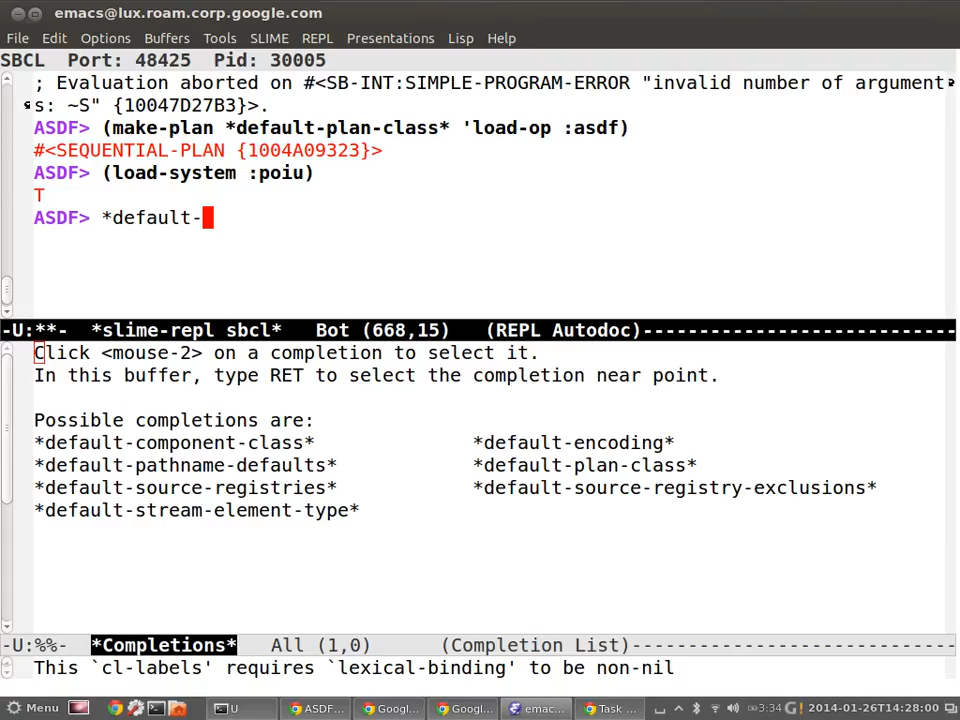 emacs@lux.roam.corp.google.com
File Edit Options Buffers Tools SLIME REPL Presentations Lisp Help
SBCL  Port: 48425  Pid: 30005
; Evaluation aborted on #<SB-INT:SIMPLE-PROGRAM-ERROR "invalid number of argument
s: ~S" {10047D27B3}>.
ASDF> (make-plan *default-plan-class* 'load-op :asdf)
#<SEQUENTIAL-PLAN {1004A09323}>
ASDF> (load-system :poiu)
T
ASDF> *default-
-U:**-  *slime-repl sbcl*   Bot (668,15)   (REPL Autodoc)----------------------------
Click <mouse-2> on a completion to select it.
In this buffer, type RET to select the completion near point.
Possible completions are:
*default-component-class* *default-encoding*
*default-pathname-defaults* *default-plan-class*
*default-source-registries* *default-source-registry-exclusions*
*default-stream-element-type*
-U:%%-  *Completions*   All (1,0)      (Completion List)-----------------------------
This `cl-labels' requires `lexical-binding' to be non-nil
Menu U ASDF... Googl... Googl... emac... Task ... 3:34 2014-01-26T14:28:00